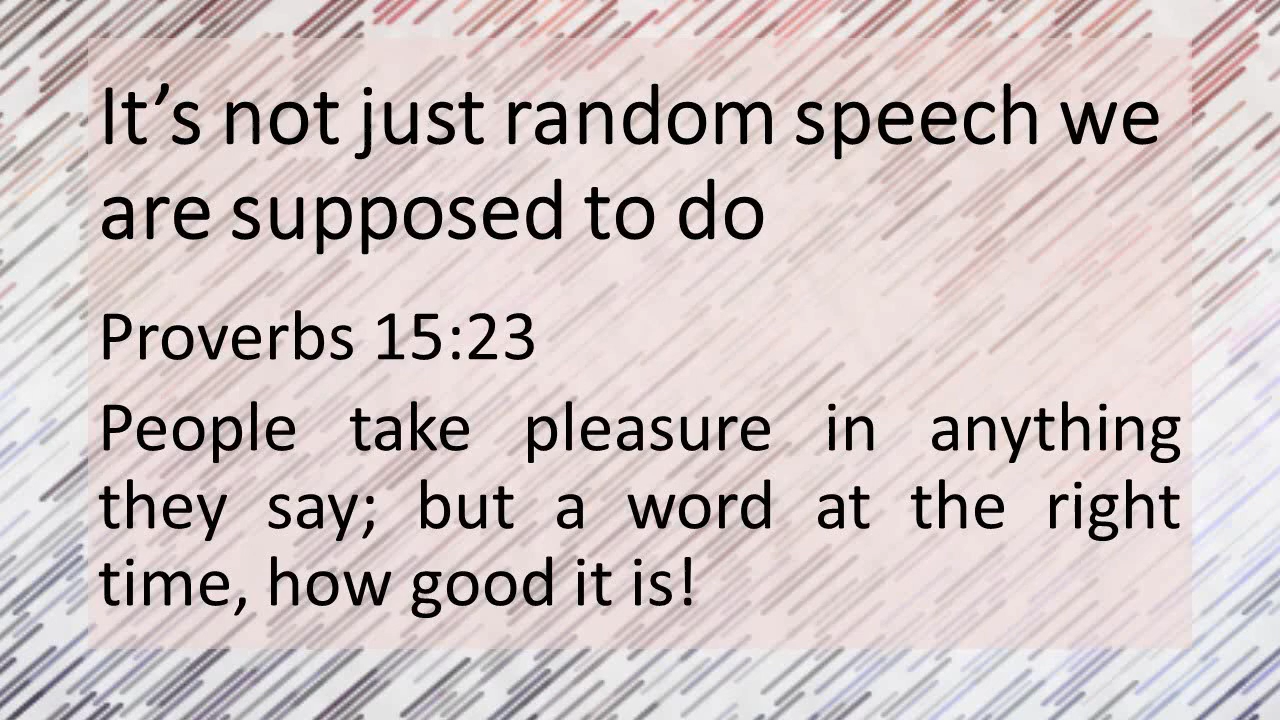 It’s not just random speech we
are supposed to do
Proverbs 15:23
People take pleasure in anything
they say; but a word at the right
time, how good it is!